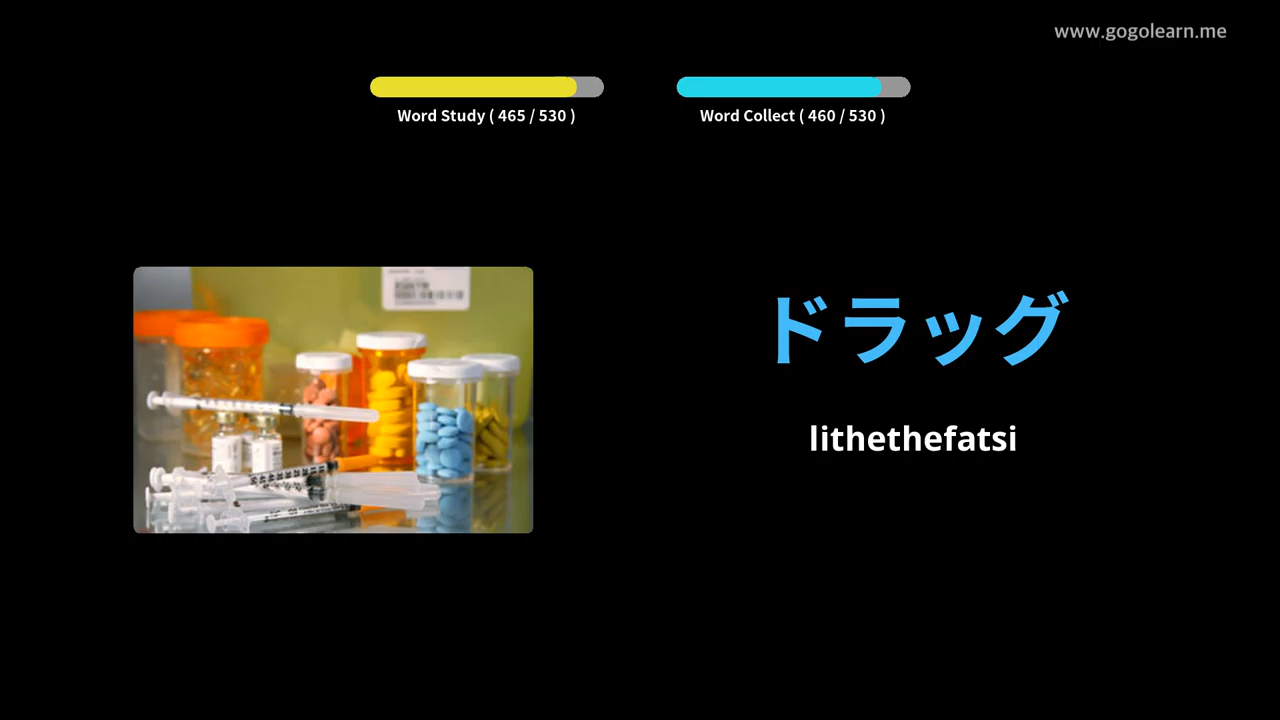 www.gogolearn.me
Word Study ( 465 / 530 )
Word Collect ( 460 / 530 )
ドラッグ
lithethefatsi